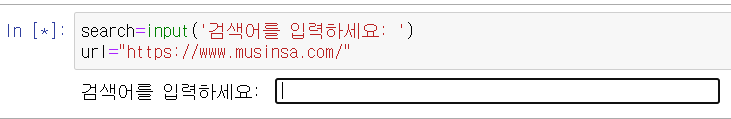 In [*]: search=input('검색어를 입력하세요: ')
url="https://www.musinsa.com/"
검색어를 입력하세요: